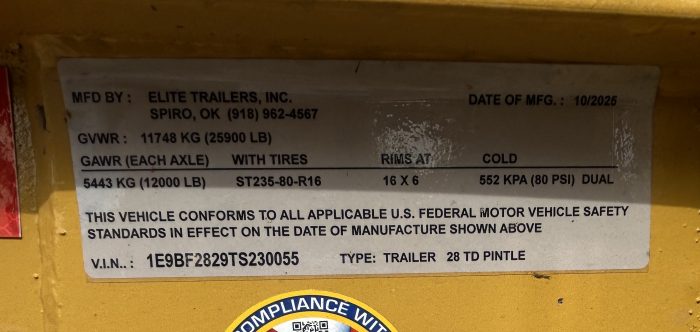 MFD BY : ELITE TRAILERS, INC. DATE OF MFG. : 10/2025
SPIRO, OK (918) 962-4567
GVWR : 11748 KG (25900 LB)
GAWR (EACH AXLE) WITH TIRES RIMS AT COLD
5443 KG (12000 LB) ST235-80-R16 16 X 6 552 KPA (80 PSI) DUAL
THIS VEHICLE CONFORMS TO ALL APPLICABLE U.S. FEDERAL MOTOR VEHICLE SAFETY
STANDARDS IN EFFECT ON THE DATE OF MANUFACTURE SHOWN ABOVE
V.I.N.. : 1E9BF2829TS230055 TYPE: TRAILER 28 TD PINTLE
COMPLIANCE WITH